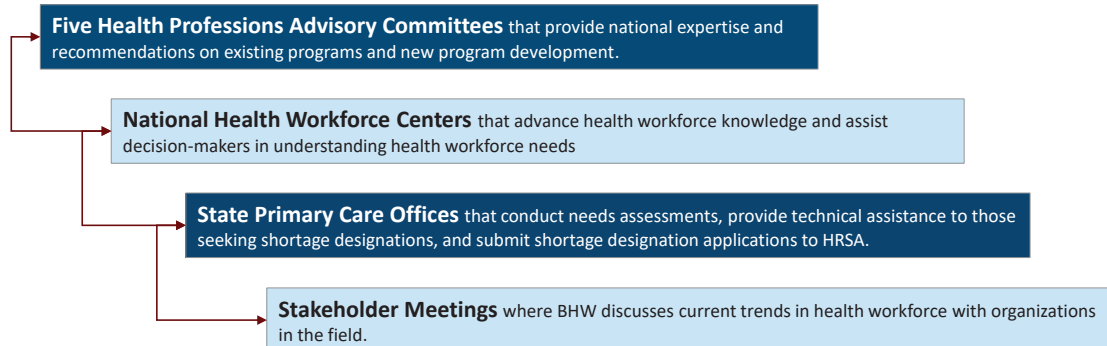 Five Health Professions Advisory Committees that provide national expertise and
recommendations on existing programs and new program development.
National Health Workforce Centers that advance health workforce knowledge and assist
decision-makers in understanding health workforce needs
State Primary Care Offices that conduct needs assessments, provide technical assistance to those
seeking shortage designations, and submit shortage designation applications to HRSA.
Stakeholder Meetings where BHW discusses current trends in health workforce with organizations
in the field.